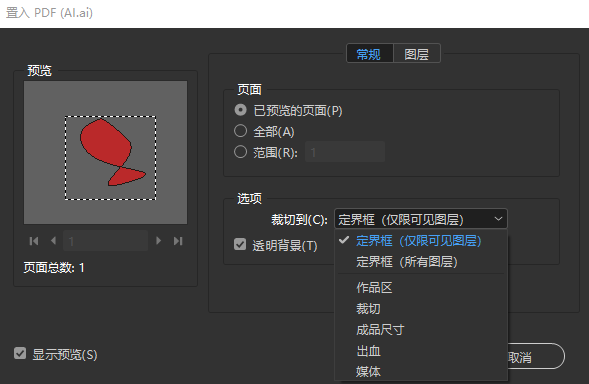 置入 PDF (AI.ai)
常规
图层
预览
页面
已预览的页面(P)
全部(A)
范围(R):
1
1
页面总数: 1
选项
裁切到(C):
定界框（仅限可见图层）
透明背景(T)
定界框（仅限可见图层）
定界框（所有图层）
作品区
裁切
成品尺寸
出血
媒体
显示预览(S)
取消